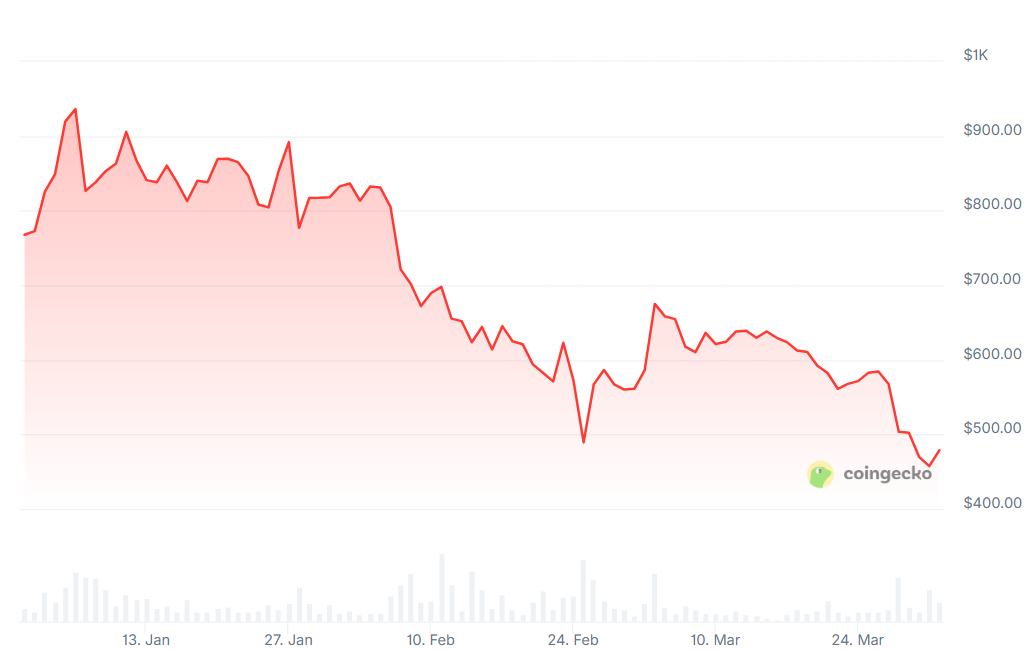 $1K
$900.00
$800.00
$700.00
$600.00
$500.00
coingecko
$400.00
13. Jan 27. Jan 10. Feb 24. Feb 10. Mar 24. Mar